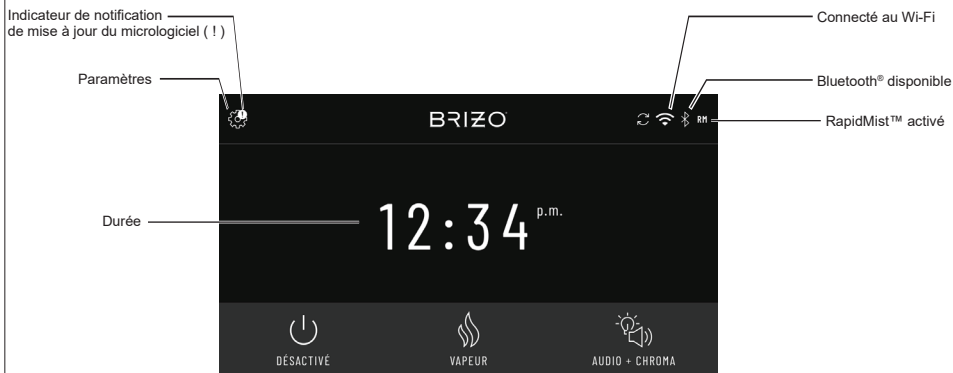 Indicateur de notification
de mise à jour du micrologiciel ( ! )
Connecté au Wi-Fi
Paramètres
Bluetooth® disponible
!
BRIZO
RM
RapidMist™ activé
Durée
12:34 p.m.
DÉSACTIVÉ
VAPEUR
AUDIO + CHROMA